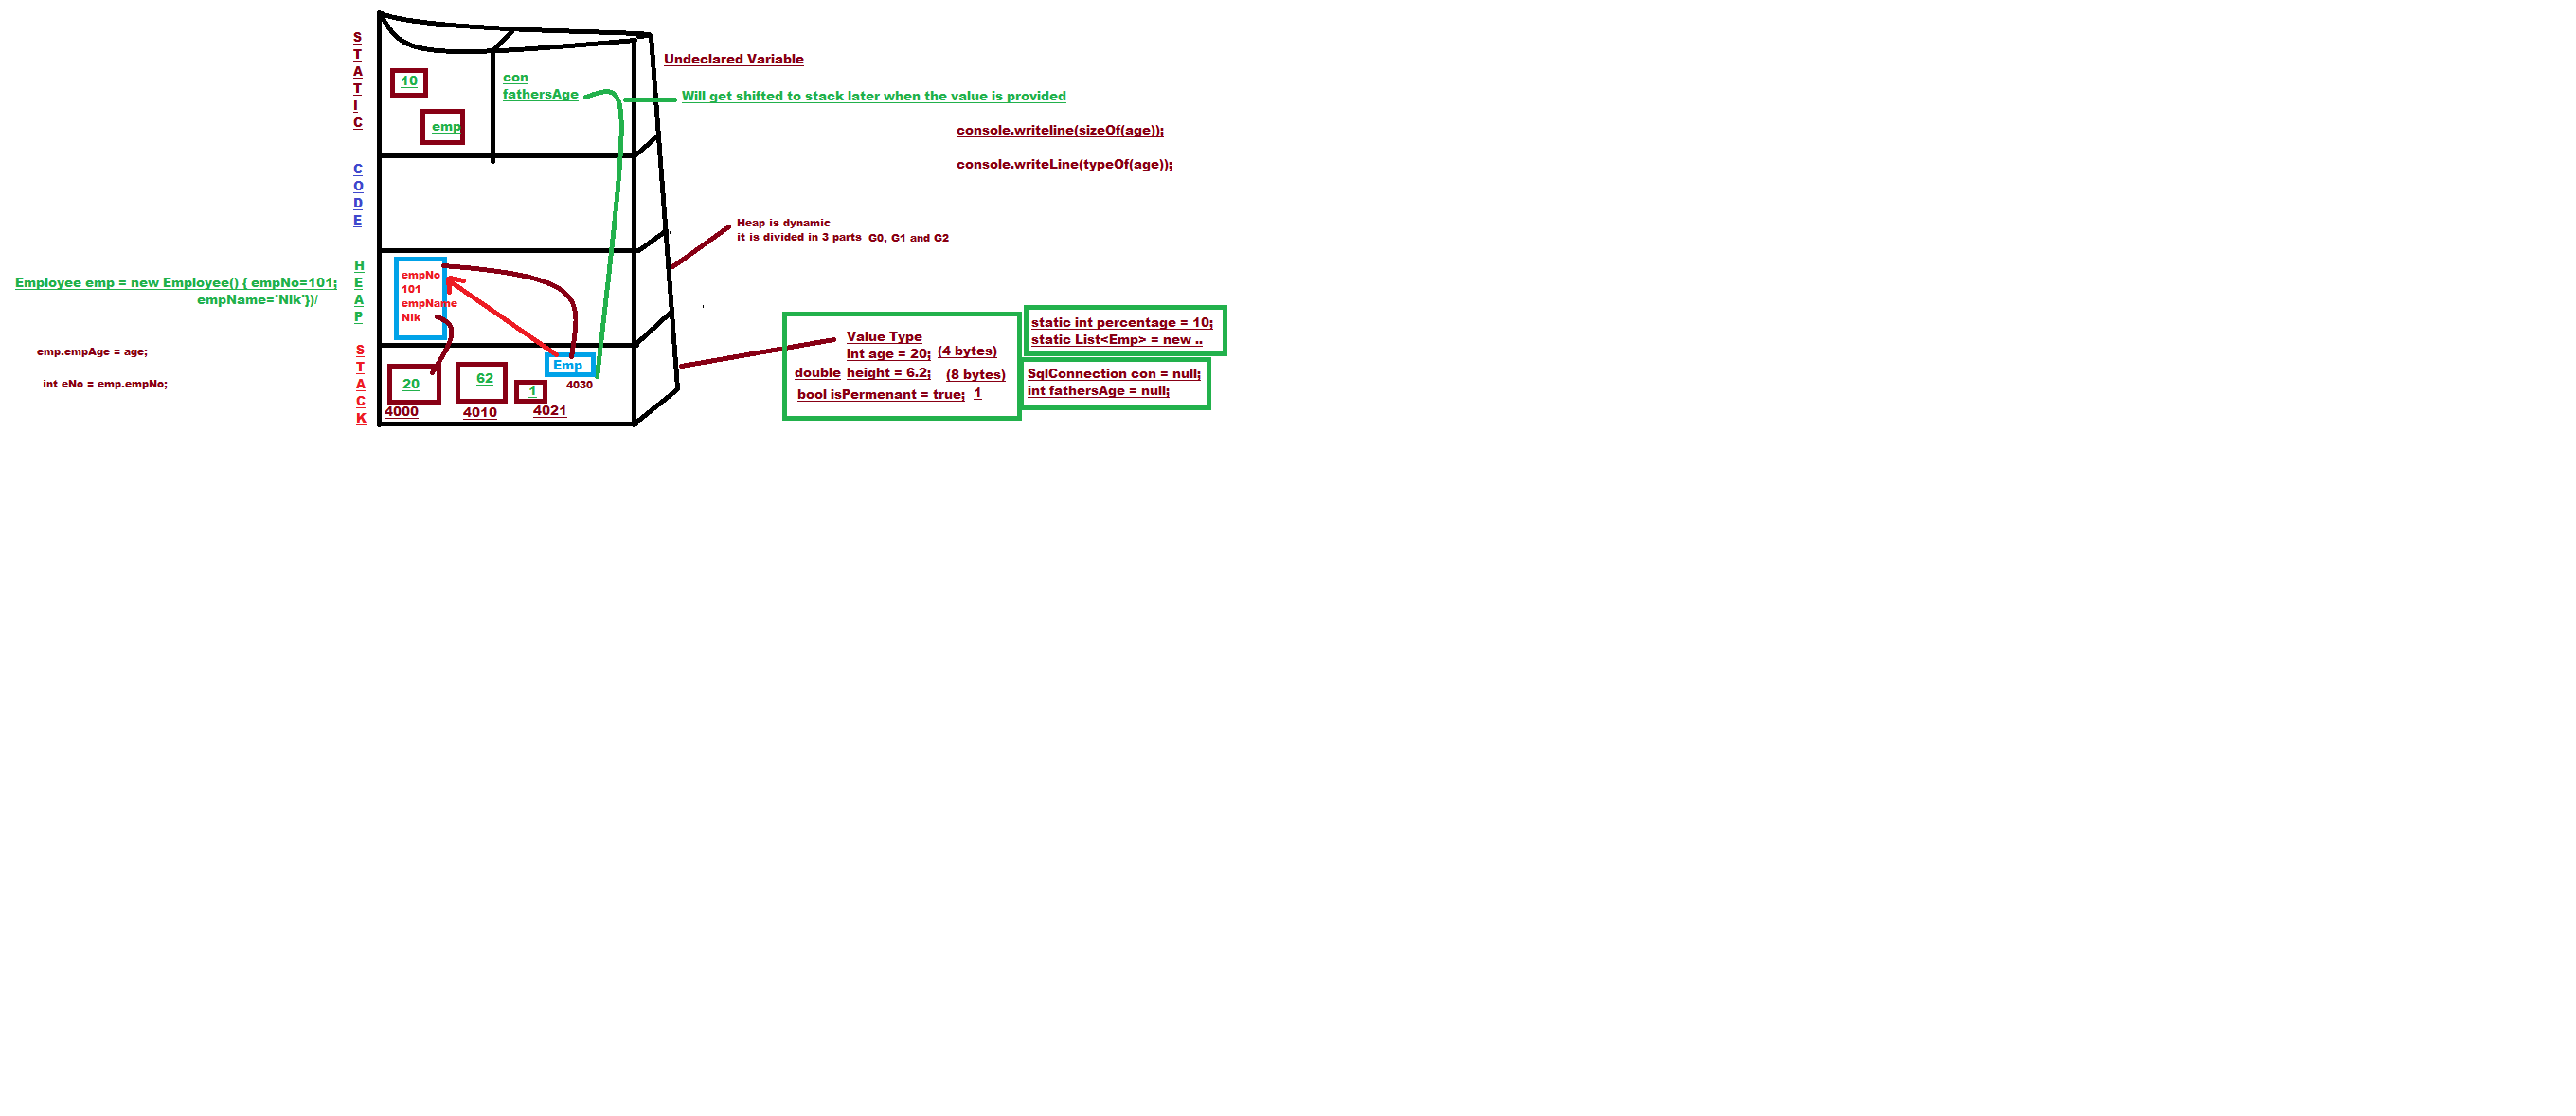 STATIC
10
emp
con
fathersAge
Undeclared Variable
Will get shifted to stack later when the value is provided
console.writeline(sizeOf(age));
console.writeLine(typeOf(age));
CODE
Heap is dynamic
it is divided in 3 parts G0, G1 and G2
HEAP
Employee emp = new Employee() { empNo=101;
empName='Nik'})/
empNo
101
empName
Nik
emp.empAge = age;
int eNo = emp.empNo;
STACK
20
62
1
Emp
4000
4010
4021
4030
Value Type
int age = 20; (4 bytes)
double height = 6.2; (8 bytes)
bool isPermenant = true; 1
static int percentage = 10;
static List<Emp> = new ..
SqlConnection con = null;
int fathersAge = null;